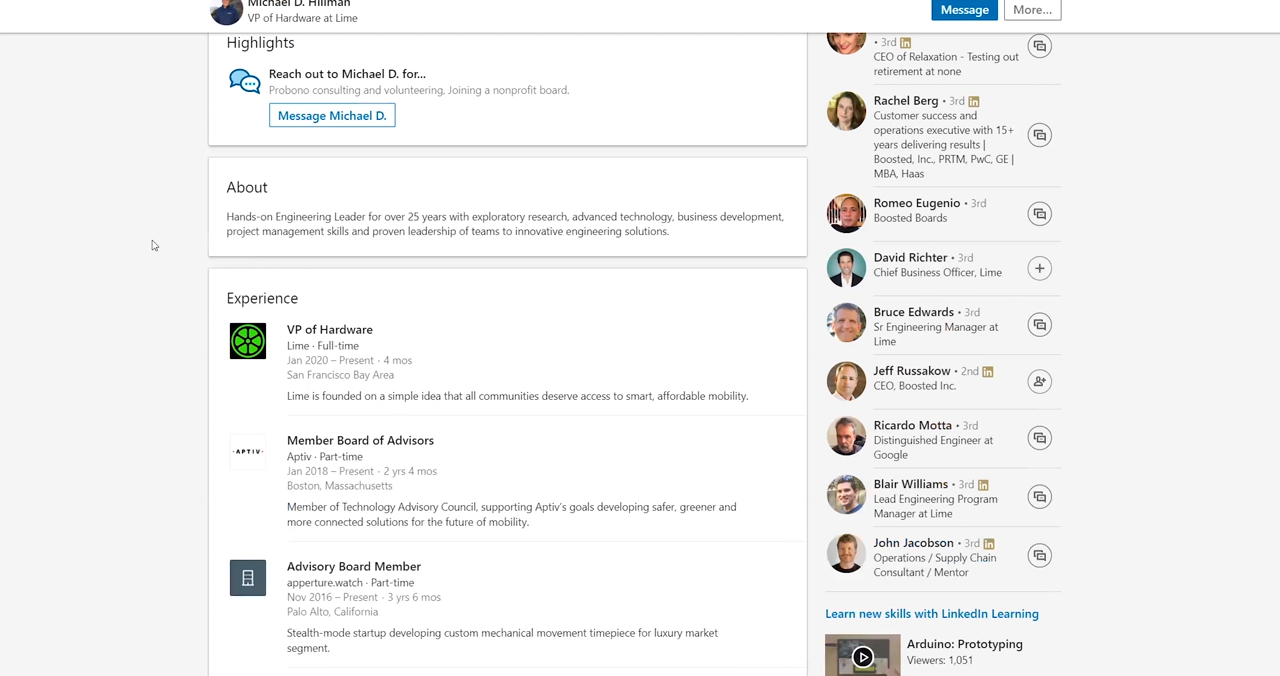 Michael D. Hillman
VP of Hardware at Lime
Message
More...
Highlights
Reach out to Michael D. for...
Probono consulting and volunteering, Joining a nonprofit board.
Message Michael D.
About
Hands-on Engineering Leader for over 25 years with exploratory research, advanced technology, business development,
project management skills and proven leadership of teams to innovative engineering solutions.
Experience
VP of Hardware
Lime · Full-time
Jan 2020 – Present · 4 mos
San Francisco Bay Area
Lime is founded on a simple idea that all communities deserve access to smart, affordable mobility.
· APTIV ·
Member Board of Advisors
Aptiv · Part-time
Jan 2018 – Present · 2 yrs 4 mos
Boston, Massachusetts
Member of Technology Advisory Council, supporting Aptiv's goals developing safer, greener and
more connected solutions for the future of mobility.
Advisory Board Member
apperture.watch · Part-time
Nov 2016 – Present · 3 yrs 6 mos
Palo Alto, California
Stealth-mode startup developing custom mechanical movement timepiece for luxury market
segment.
• 3rd in
CEO of Relaxation - Testing out
retirement at none
Rachel Berg • 3rd in
Customer success and
operations executive with 15+
years delivering results |
Boosted, Inc., PRTM, PwC, GE |
MBA, Haas
Romeo Eugenio • 3rd
Boosted Boards
David Richter • 3rd
Chief Business Officer, Lime
Bruce Edwards • 3rd
Sr Engineering Manager at
Lime
Jeff Russakow • 2nd in
CEO, Boosted Inc.
Ricardo Motta • 3rd
Distinguished Engineer at
Google
Blair Williams • 3rd in
Lead Engineering Program
Manager at Lime
John Jacobson • 3rd in
Operations / Supply Chain
Consultant / Mentor
Learn new skills with LinkedIn Learning
Arduino: Prototyping
Viewers: 1,051